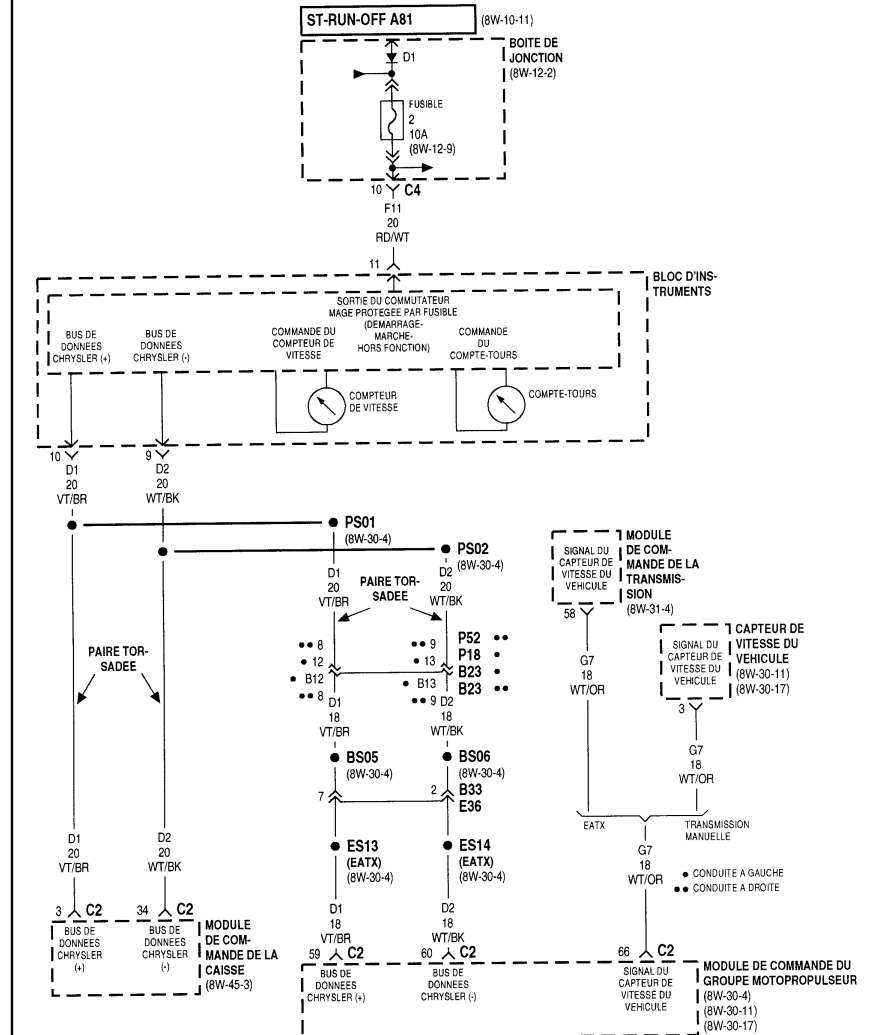 ST-RUN-OFF A81
(8W-10-11)
BOITE DE
JONCTION
(8W-12-2)
D1
FUSIBLE
2
10A
(8W-12-9)
10
C4
F11
20
RD/WT
11
BLOC D'INS-
TRUMENTS
SORTIE DU COMMUTATEUR
MAGE PROTEGEE PAR FUSIBLE
(DEMARRAGE-
MARCHE-
HORS FONCTION)
BUS DE
DONNEES
CHRYSLER (+)
BUS DE
DONNEES
CHRYSLER (-)
COMMANDE DU
COMPTEUR DE
VITESSE
COMMANDE
DU
COMPTE-TOURS
COMPTEUR
DE VITESSE
COMPTE-TOURS
10
D1
20
VT/BR
9
D2
20
WT/BK
PS01
(8W-30-4)
PS02
(8W-30-4)
D1
20
VT/BR
PAIRE TOR-
SADEE
D2
20
WT/BK
SIGNAL DU
CAPTEUR DE
VITESSE DU
VEHICULE
MODULE
DE COM-
MANDE DE LA
TRANSMIS-
SION
(8W-31-4)
58
G7
18
WT/OR
SIGNAL DU
CAPTEUR DE
VITESSE DU
VEHICULE
CAPTEUR DE
VITESSE DU
VEHICULE
(8W-30-11)
(8W-30-17)
3
G7
18
WT/OR
PAIRE TOR-
SADEE
•• 8
• 12
• B12
•• 8
•• 9
• 13
• B13
•• 9
P52 ••
P18 •
B23 •
B23 ••
D1
18
VT/BR
D2
18
WT/BK
BS05
(8W-30-4)
BS06
(8W-30-4)
7
2
B33
E36
EATX
TRANSMISSION
MANUELLE
D1
20
VT/BR
D2
20
WT/BK
ES13
(EATX)
(8W-30-4)
ES14
(EATX)
(8W-30-4)
G7
18
WT/OR
• CONDUITE A GAUCHE
•• CONDUITE A DROITE
3
C2
34
C2
BUS DE
DONNEES
CHRYSLER
(+)
BUS DE
DONNEES
CHRYSLER
(-)
MODULE
DE COM-
MANDE DE LA
CAISSE
(8W-45-3)
D1
18
VT/BR
D2
18
WT/BK
59
C2
60
C2
66
C2
BUS DE
DONNEES
CHRYSLER (+)
BUS DE
DONNEES
CHRYSLER (-)
SIGNAL DU
CAPTEUR DE
VITESSE DU
VEHICULE
MODULE DE COMMANDE DU
GROUPE MOTOPROPULSEUR
(8W-30-4)
(8W-30-11)
(8W-30-17)